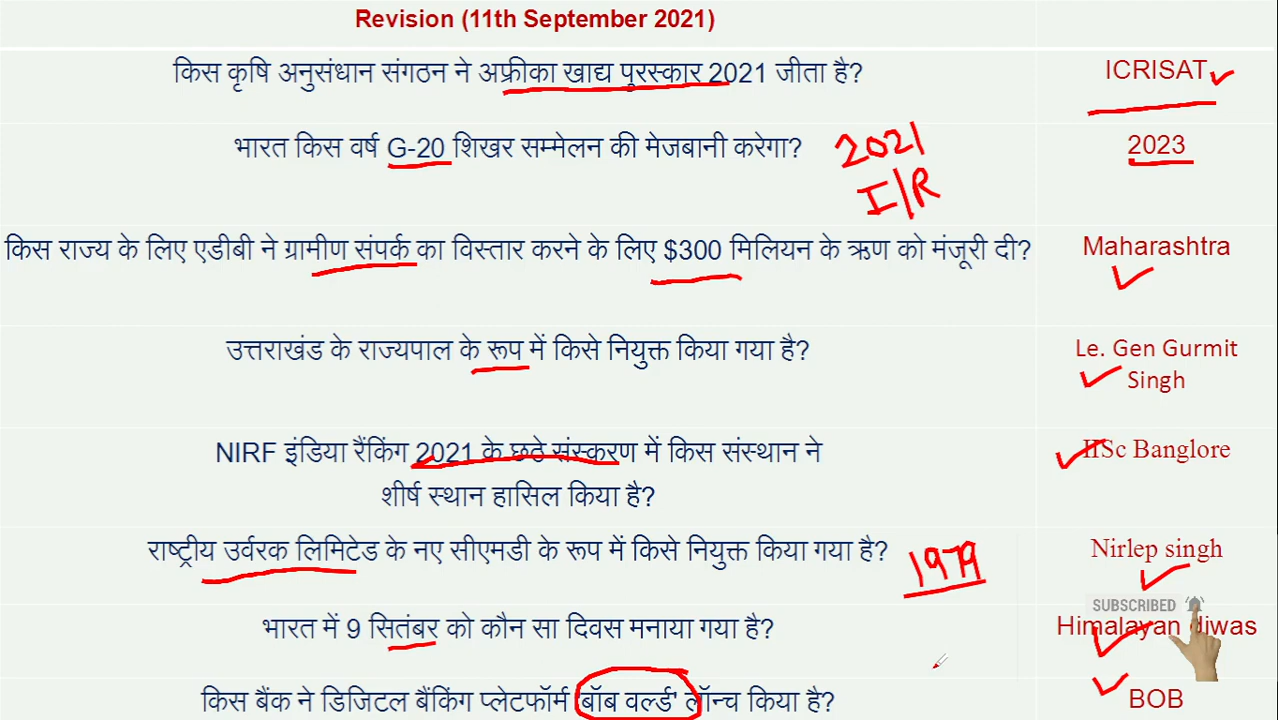 Revision (11th September 2021)
किस कृषि अनुसंधान संगठन ने अफ्रीका खाद्य पुरस्कार 2021 जीता है?
ICRISAT
भारत किस वर्ष G-20 शिखर सम्मेलन की मेजबानी करेगा?
2021
I/R
2023
किस राज्य के लिए एडीबी ने ग्रामीण संपर्क का विस्तार करने के लिए $300 मिलियन के ऋण को मंजूरी दी?
Maharashtra
उत्तराखंड के राज्यपाल के रूप में किसे नियुक्त किया गया है?
Le. Gen Gurmit
Singh
NIRF इंडिया रैंकिंग 2021 के छठे संस्करण में किस संस्थान ने
शीर्ष स्थान हासिल किया है?
IISc Banglore
राष्ट्रीय उर्वरक लिमिटेड के नए सीएमडी के रूप में किसे नियुक्त किया गया है?
1979
Nirlep singh
SUBSCRIBED
भारत में 9 सितंबर को कौन सा दिवस मनाया गया है?
Himalayan diwas
किस बैंक ने डिजिटल बैंकिंग प्लेटफॉर्म 'बॉब वर्ल्ड' लॉन्च किया है?
BOB